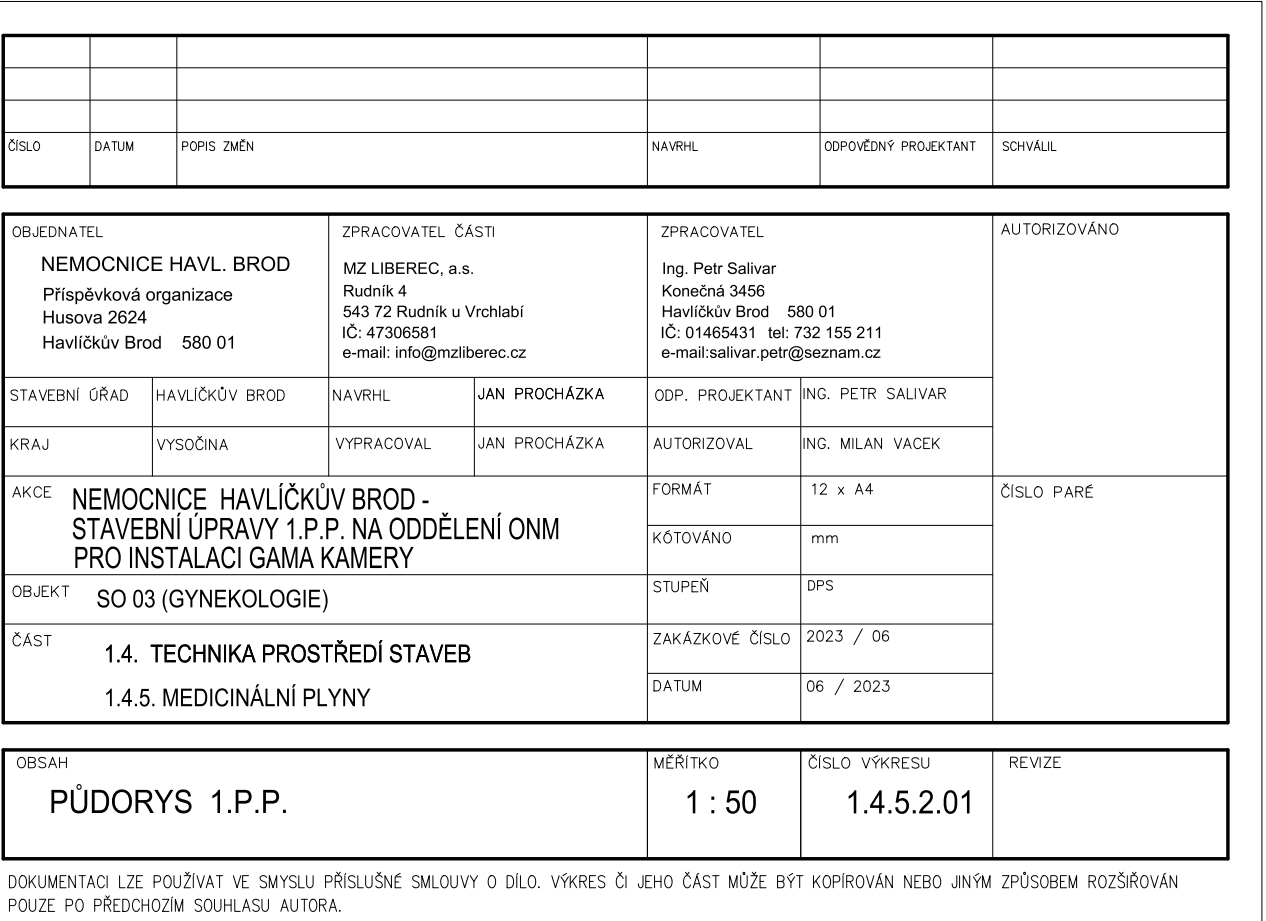 ČÍSLO DATUM POPIS ZMĚN NAVRHL ODPOVĚDNÝ PROJEKTANT SCHVÁLIL
OBJEDNATEL
NEMOCNICE HAVL. BROD
Příspěvková organizace
Husova 2624
Havlíčkův Brod 580 01
ZPRACOVATEL ČÁSTI
MZ LIBEREC, a.s.
Rudník 4
543 72 Rudník u Vrchlabí
IČ: 47306581
e-mail: info@mzliberec.cz
ZPRACOVATEL
Ing. Petr Salivar
Konečná 3456
Havlíčkův Brod 580 01
IČ: 01465431 tel: 732 155 211
e-mail:salivar.petr@seznam.cz
AUTORIZOVÁNO
STAVEBNÍ ÚŘAD HAVLÍČKŮV BROD NAVRHL JAN PROCHÁZKA ODP. PROJEKTANT ING. PETR SALIVAR
KRAJ VYSOČINA VYPRACOVAL JAN PROCHÁZKA AUTORIZOVAL ING. MILAN VACEK
AKCE NEMOCNICE HAVLÍČKŮV BROD -
STAVEBNÍ ÚPRAVY 1.P.P. NA ODDĚLENÍ ONM
PRO INSTALACI GAMA KAMERY
FORMÁT 12 x A4
KÓTOVÁNO mm
ČÍSLO PARÉ
OBJEKT SO 03 (GYNEKOLOGIE)
STUPEŇ DPS
ČÁST 1.4. TECHNIKA PROSTŘEDÍ STAVEB
1.4.5. MEDICINÁLNÍ PLYNY
ZAKÁZKOVÉ ČÍSLO 2023 / 06
DATUM 06 / 2023
OBSAH
PŮDORYS 1.P.P.
MĚŘÍTKO
1 : 50
ČÍSLO VÝKRESU
1.4.5.2.01
REVIZE
DOKUMENTACI LZE POUŽÍVAT VE SMYSLU PŘÍSLUŠNÉ SMLOUVY O DÍLO. VÝKRES ČI JEHO ČÁST MŮŽE BÝT KOPÍROVÁN NEBO JINÝM ZPŮSOBEM ROZŠIŘOVÁN
POUZE PO PŘEDCHOZÍM SOUHLASU AUTORA.